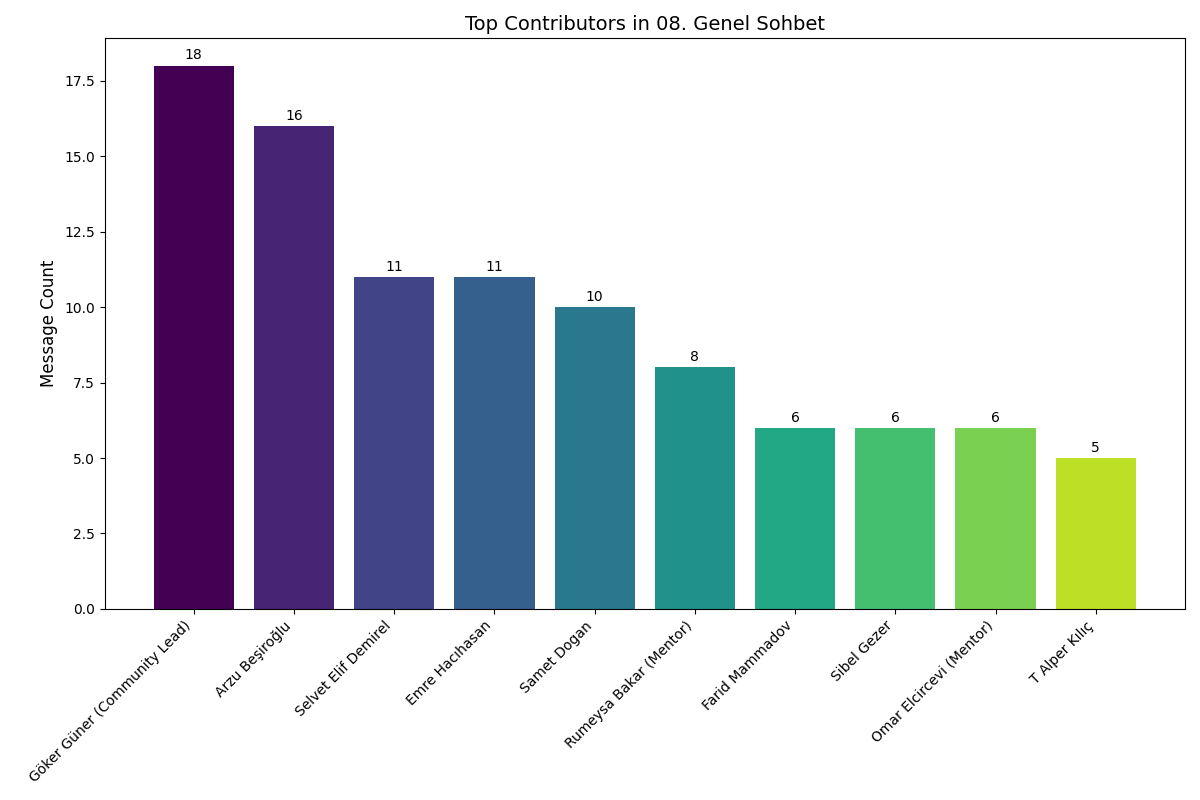 Top Contributors in 08. Genel Sohbet
Message Count
17.5
15.0
12.5
10.0
7.5
5.0
2.5
0.0
18
16
11
11
10
8
6
6
6
5
Göker Güner (Community Lead)
Arzu Beşiroğlu
Selvet Elif Demirel
Emre Hacıhasan
Samet Dogan
Rumeysa Bakar (Mentor)
Farid Mammadov
Sibel Gezer
Omar Elcircevi (Mentor)
T Alper Kılıç